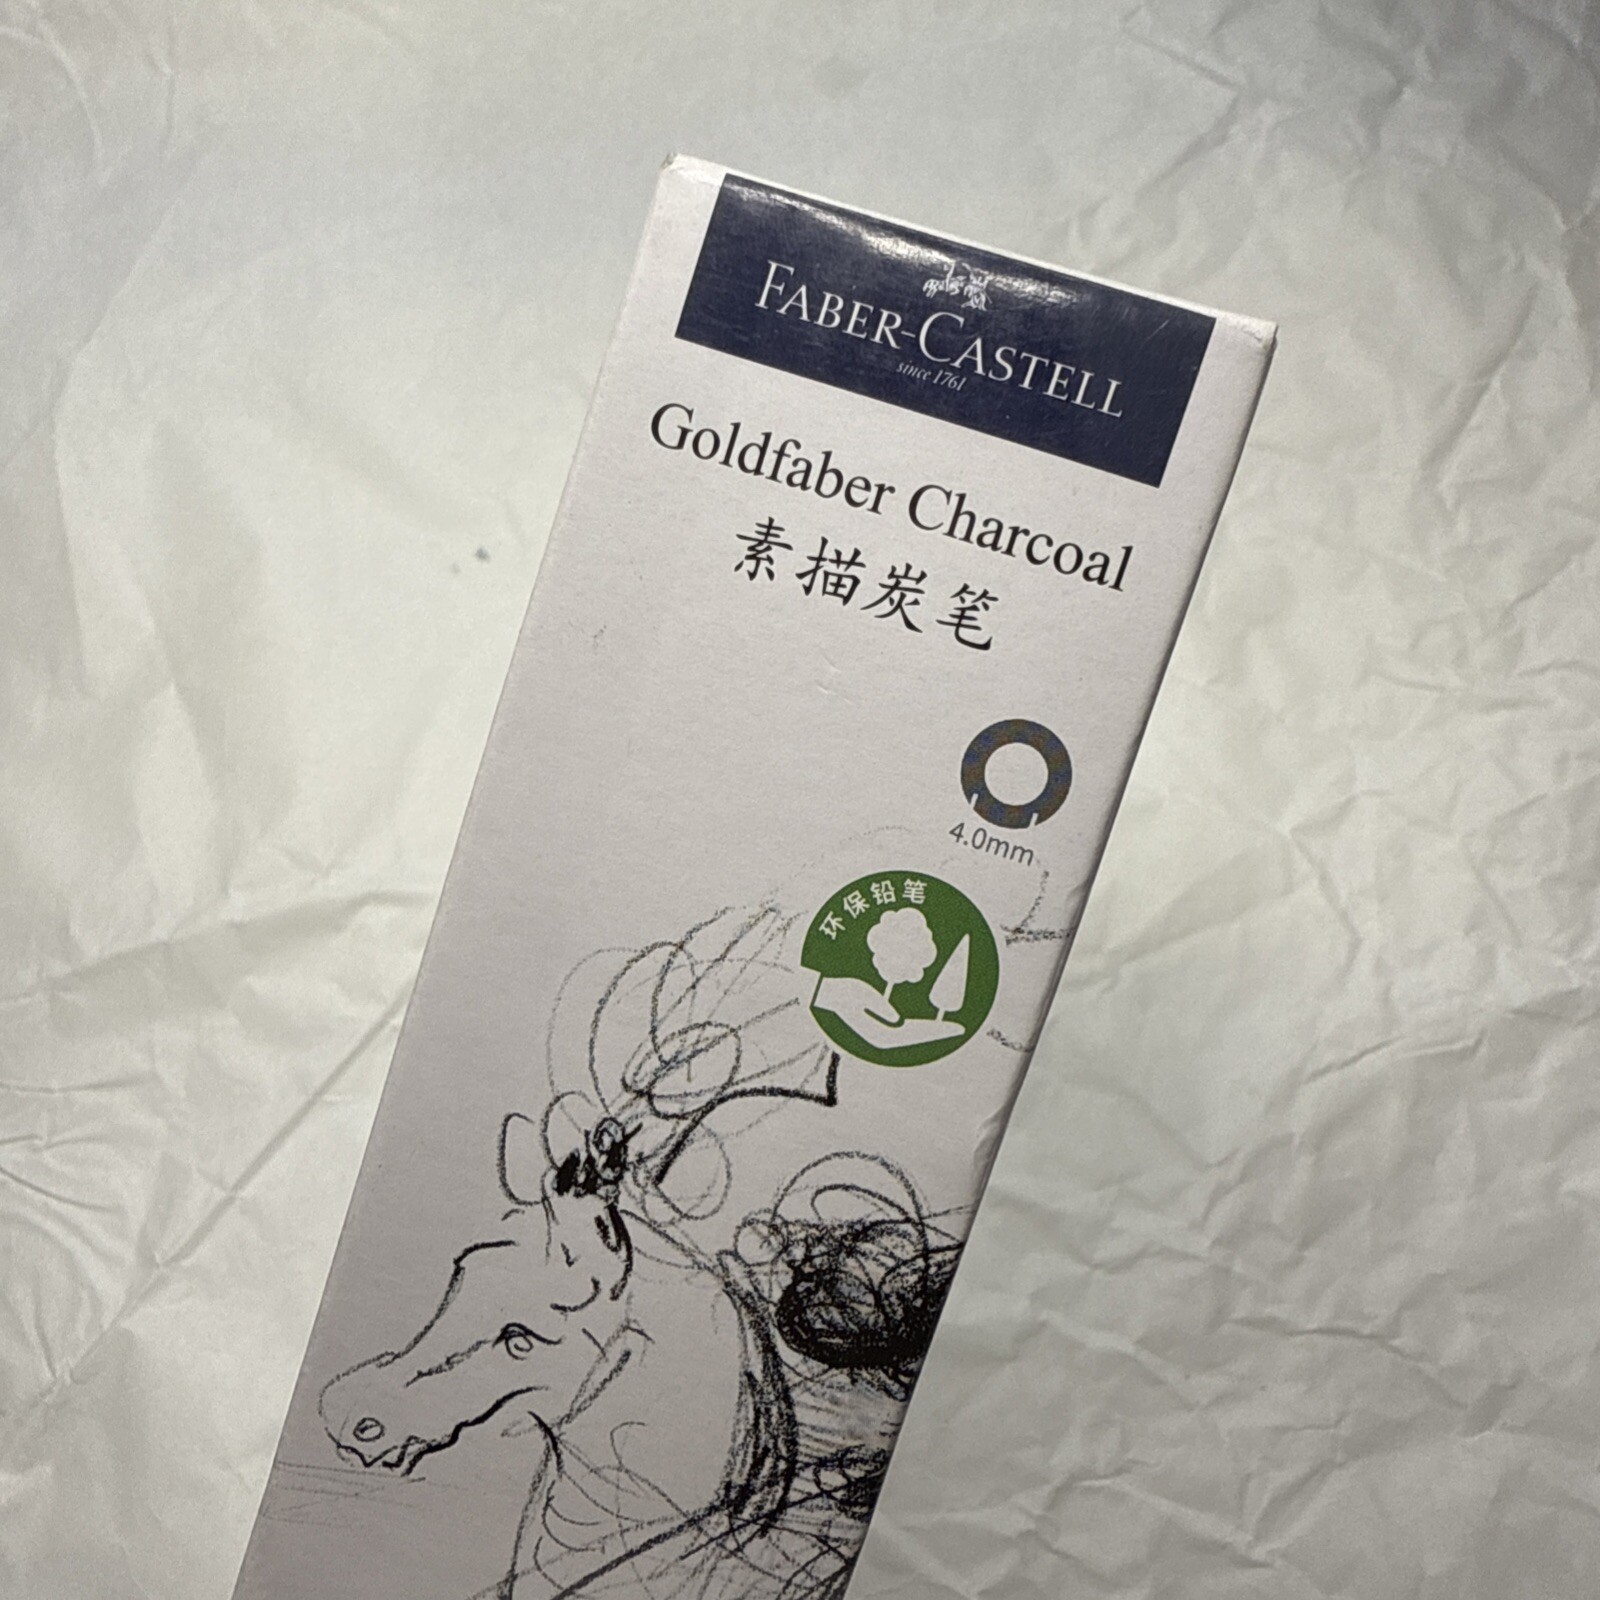 FABER-CASTELL
since 1761
Goldfaber Charcoal
素描炭笔
4.0mm
环保铅笔